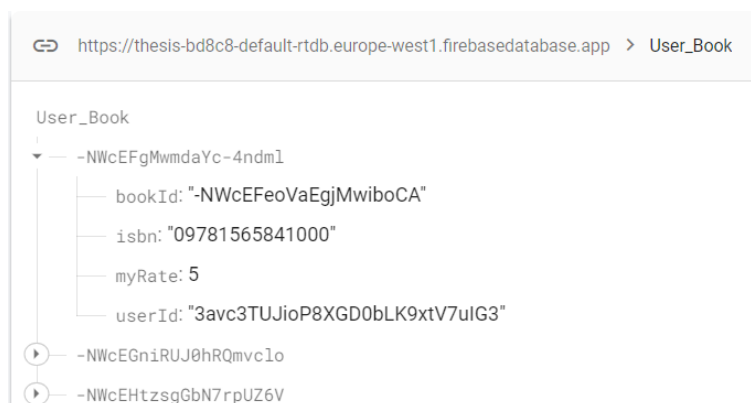 https://thesis-bd8c8-default-rtdb.europe-west1.firebasedatabase.app > User_Book
User_Book
-NWcEFgMwmdaYc-4ndml
bookId: "-NWcEFeoVaEgjMwiboCA"
isbn: "09781565841000"
myRate: 5
userId: "3avc3TUJioP8XGD0bLK9xtV7uIG3"
-NWcEGniRUJ0hRQmvclo
-NWcEHtzsgGbN7rpUZ6V